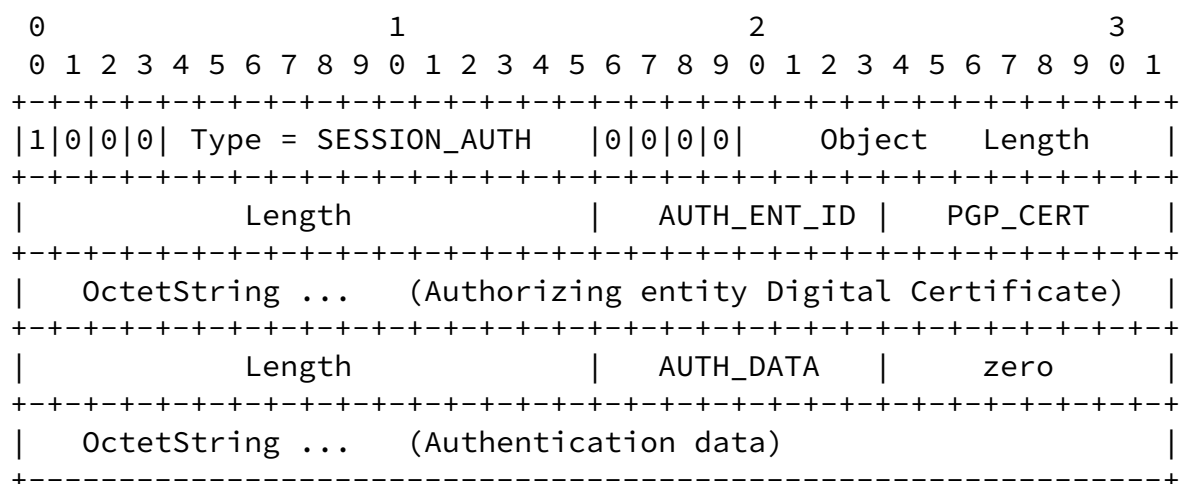 0                   1                   2                   3
 0 1 2 3 4 5 6 7 8 9 0 1 2 3 4 5 6 7 8 9 0 1 2 3 4 5 6 7 8 9 0 1
+-+-+-+-+-+-+-+-+-+-+-+-+-+-+-+-+-+-+-+-+-+-+-+-+-+-+-+-+-+-+-+-+
|1|0|0|0| Type = SESSION_AUTH   |0|0|0|0|    Object   Length    |
+-+-+-+-+-+-+-+-+-+-+-+-+-+-+-+-+-+-+-+-+-+-+-+-+-+-+-+-+-+-+-+-+
|            Length             |   AUTH_ENT_ID |   PGP_CERT    |
+-+-+-+-+-+-+-+-+-+-+-+-+-+-+-+-+-+-+-+-+-+-+-+-+-+-+-+-+-+-+-+-+
|   OctetString ...   (Authorizing entity Digital Certificate)  |
+-+-+-+-+-+-+-+-+-+-+-+-+-+-+-+-+-+-+-+-+-+-+-+-+-+-+-+-+-+-+-+-+
|            Length             |   AUTH_DATA   |     zero      |
+-+-+-+-+-+-+-+-+-+-+-+-+-+-+-+-+-+-+-+-+-+-+-+-+-+-+-+-+-+-+-+-+
|   OctetString ...   (Authentication data)                     |
+---------------------------------------------------------------+